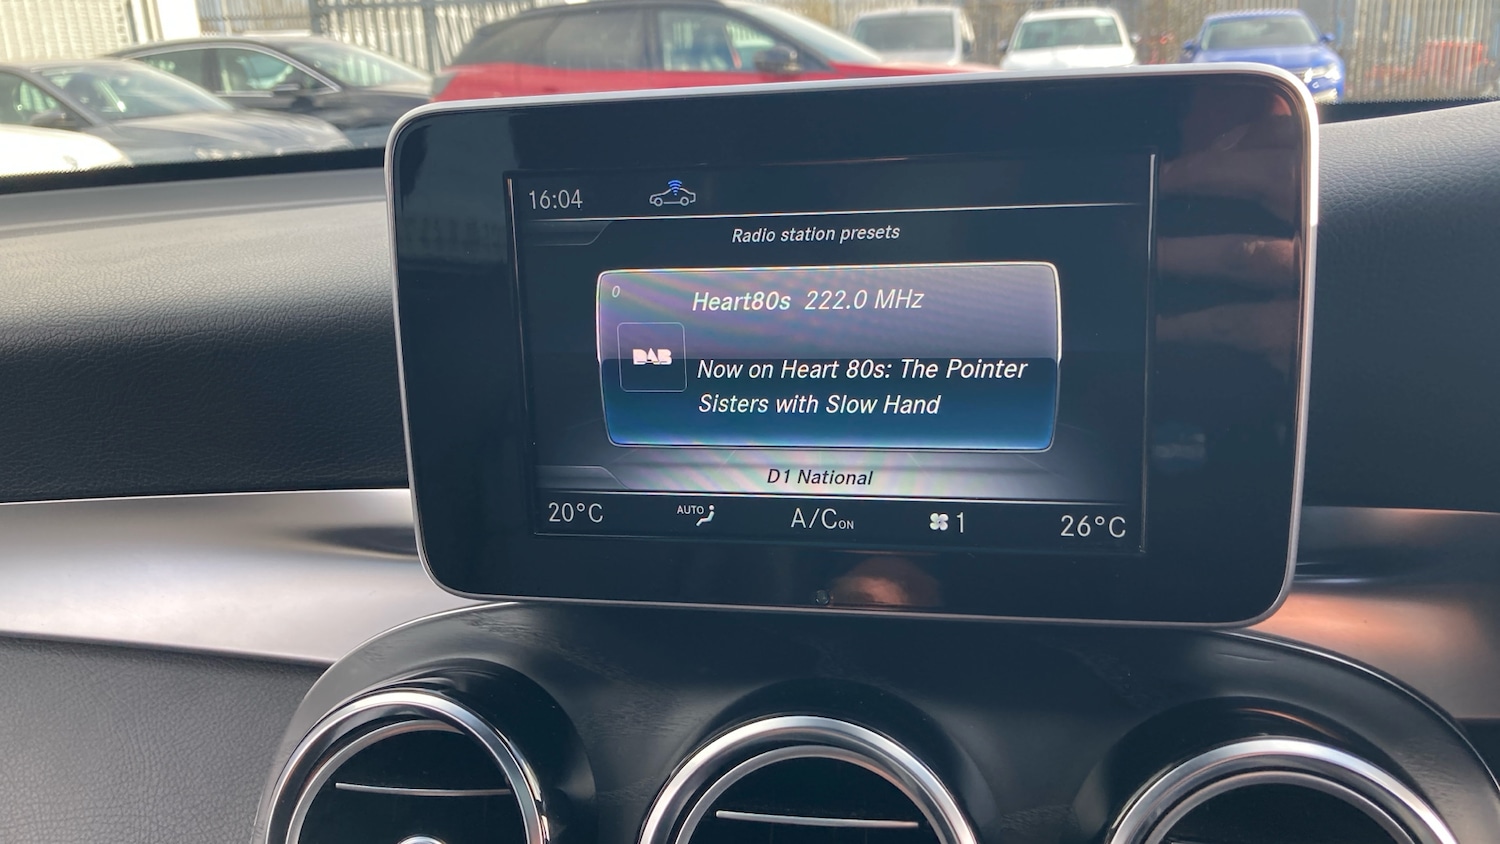 16:04
Radio station presets
0
Heart80s 222.0 MHz
DAB
Now on Heart 80s: The Pointer
Sisters with Slow Hand
D1 National
20°C AUTO A/C ON 1 26°C